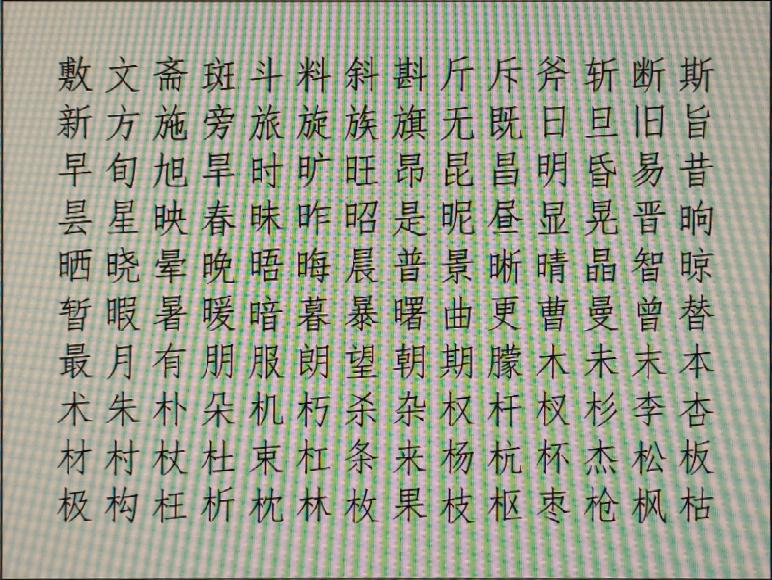 敷文斋斑斗料斜斟斤斥斧斩断斯
新方施旁旅旋族旗无既日旦旧旨
早旬旭旱时旷旺昂昆昌明昏易昔
昙星映春昧昨昭是昵昼显晃晋晌
晒晓晕晚晤晦晨普景晰晴晶智晾
暂暇暑暖暗暮暴曙曲更曹曼曾替
最月有朋服朗望朝期朦木未末本
术朱朴朵机朽杀杂权杆杈杉李杏
材村杖杜束杠条来杨杭杯杰松板
极构枉析枕林枚果枝枢枣枪枫枯